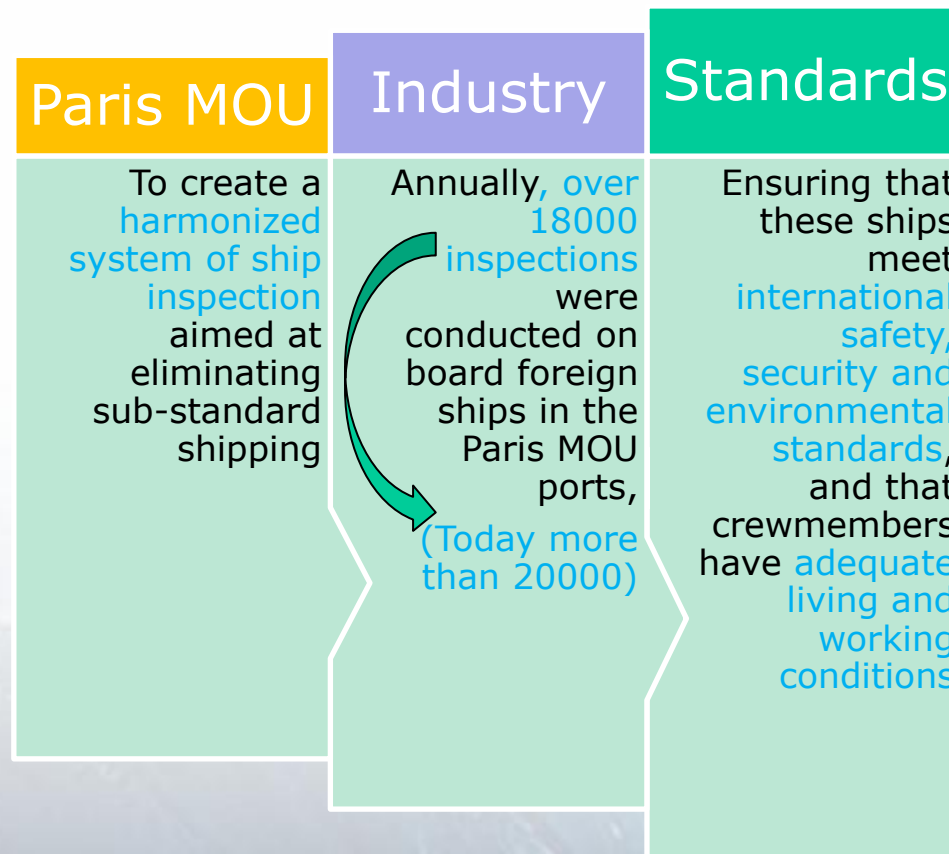 Paris MOU
To create a
harmonized
system of ship
inspection
aimed at
eliminating
sub-standard
shipping
Industry
Annually, over
18000
inspections
were
conducted on
board foreign
ships in the
Paris MOU
ports,
(Today more
than 20000)
Standards
Ensuring that
these ships
meet
international
safety,
security and
environmental
standards,
and that
crewmembers
have adequate
living and
working
conditions